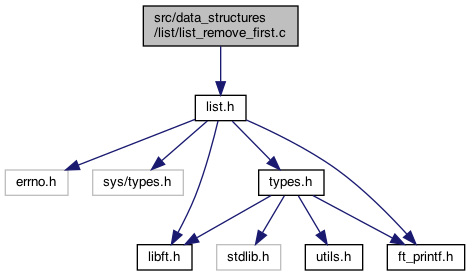 src/data_structures
/list/list_remove_first.c
list.h
errno.h
sys/types.h
types.h
libft.h
stdlib.h
utils.h
ft_printf.h